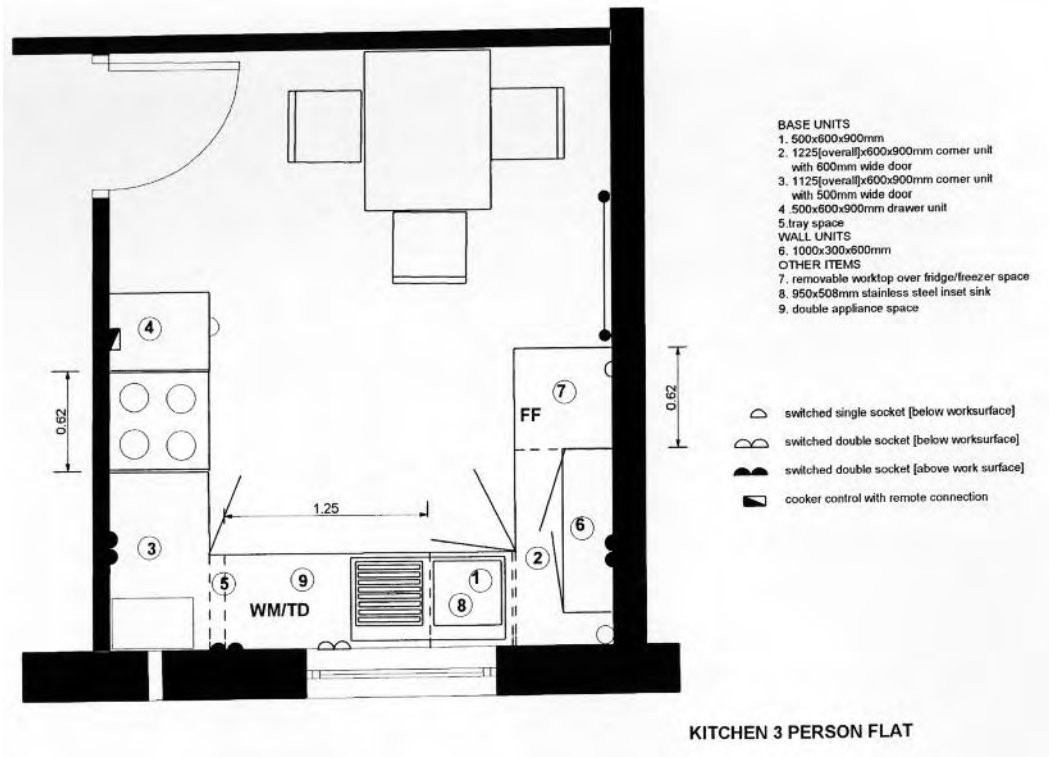 BASE UNITS
1. 500x600x900mm
2. 1225[overall]x600x900mm corner unit
with 600mm wide door
3. 1125[overall]x600x900mm corner unit
with 500mm wide door
4 .500x600x900mm drawer unit
5.tray space
WALL UNITS
6. 1000x300x600mm
OTHER ITEMS
7. removable worktop over fridge/freezer space
8. 950x508mm stainless steel inset sink
9. double appliance space
4
7
0.62
0.62
FF
switched single socket [below worksurface]
switched double socket [below worksurface]
switched double socket [above work surface]
cooker control with remote connection
1.25
6
3
2
5
9
1
8
WM/TD
KITCHEN 3 PERSON FLAT